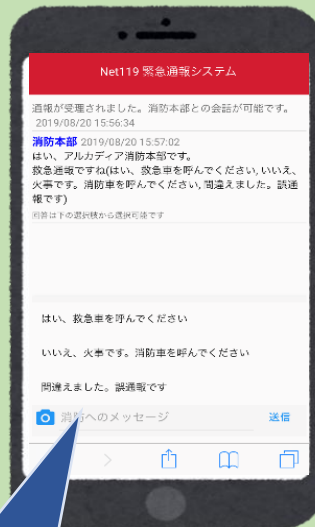 Net119 緊急通報システム
通報が受理されました。消防本部との会話が可能です。
2019/08/20 15:56:34
消防本部 2019/08/20 15:57:02
はい、アルカディア消防本部です。
救急通報ですね(はい、救急車を呼んでください, いいえ、
火事です。消防車を呼んでください, 間違えました。誤通
報です)
回答は下の選択肢から選択可能です
はい、救急車を呼んでください
いいえ、火事です。消防車を呼んでください
間違えました。誤通報です
消防へのメッセージ
送信